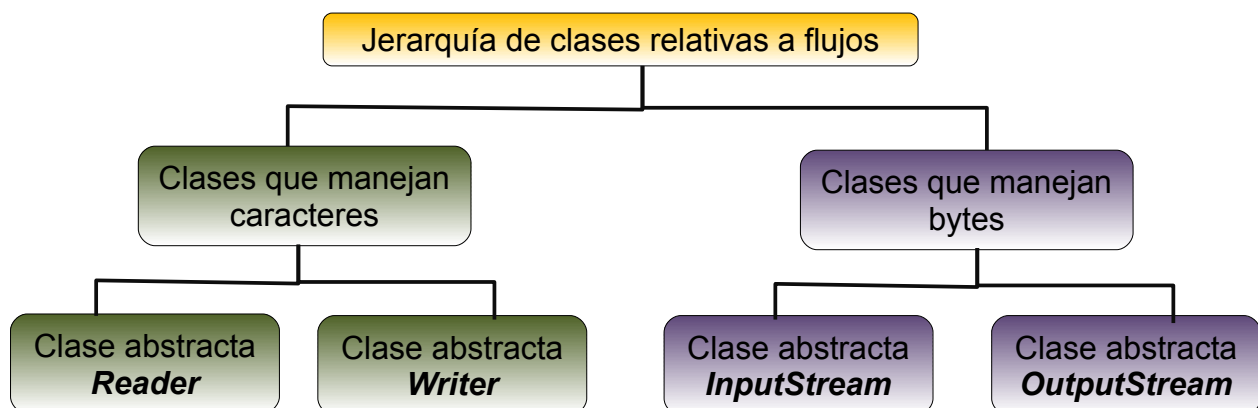 Jerarquía de clases relativas a flujos
Clases que manejan
caracteres
Clases que manejan
bytes
Clase abstracta
Reader
Clase abstracta
Writer
Clase abstracta
InputStream
Clase abstracta
OutputStream